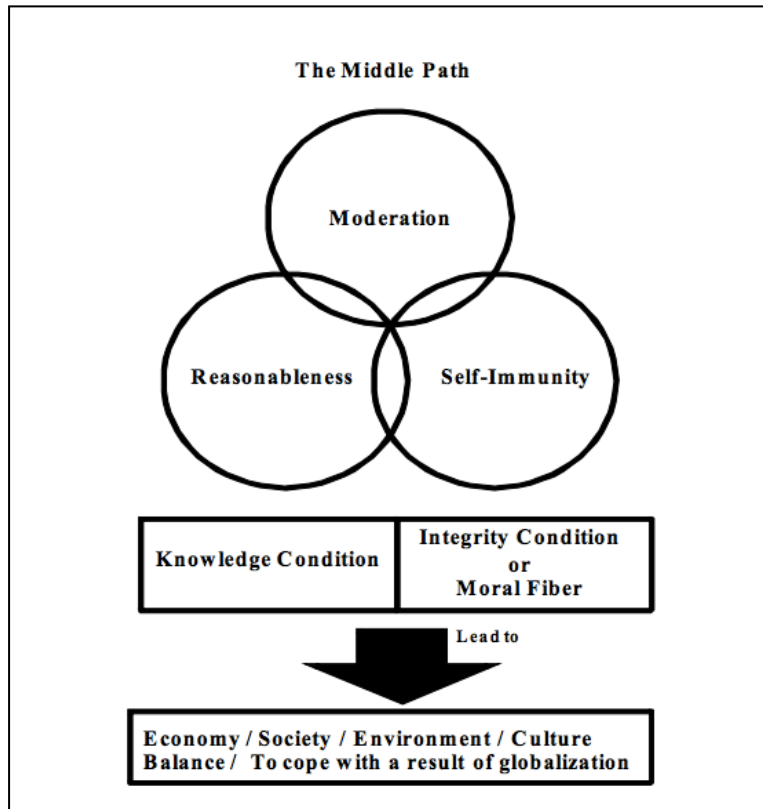 The Middle Path
Moderation
Reasonableness
Self-Immunity
Knowledge Condition
Integrity Condition
or
Moral Fiber
Lead to
Economy / Society / Environment / Culture
Balance / To cope with a result of globalization